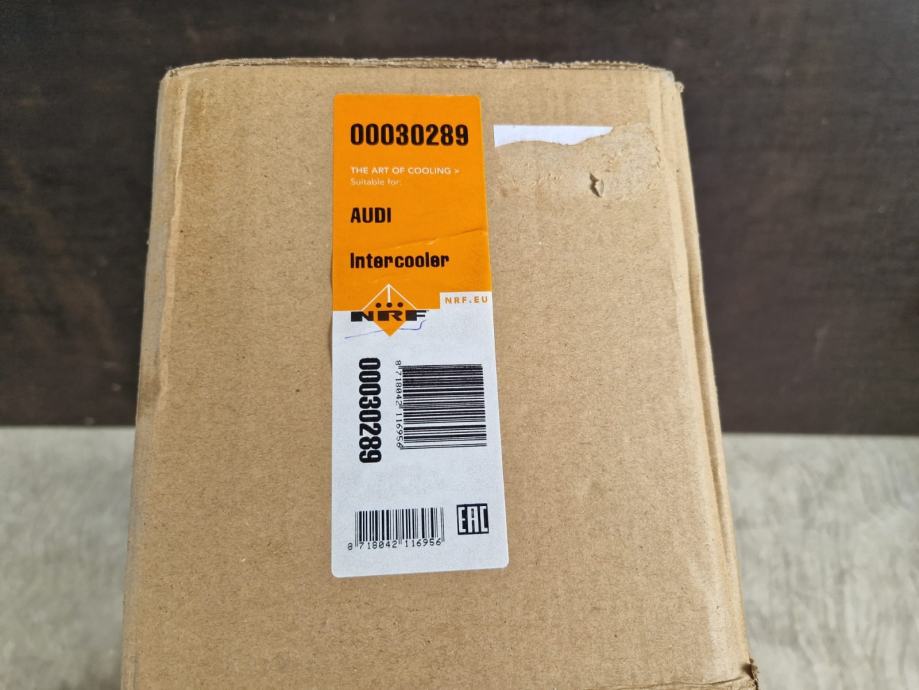 00030289
THE ART OF COOLING >
Suitable for:
AUDI
Intercooler
NRF.EU
NRF
00030289
8 718042 116956
8 718042 116956
EAC